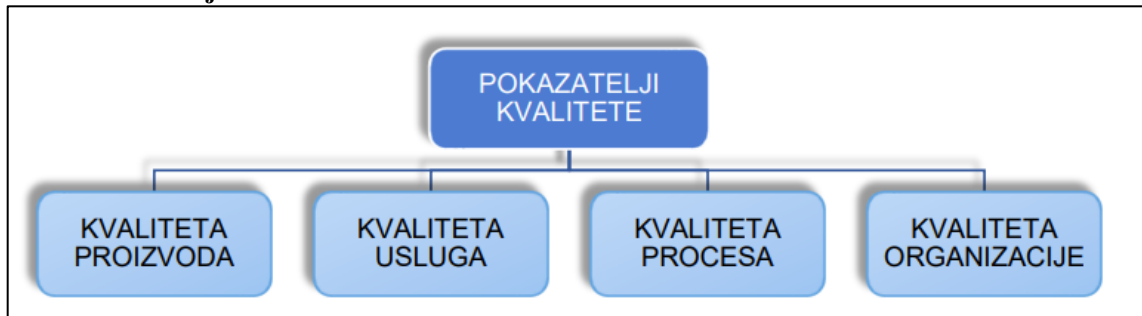 POKAZATELJI
KVALITETE
KVALITETA
PROIZVODA
KVALITETA
USLUGA
KVALITETA
PROCESA
KVALITETA
ORGANIZACIJE